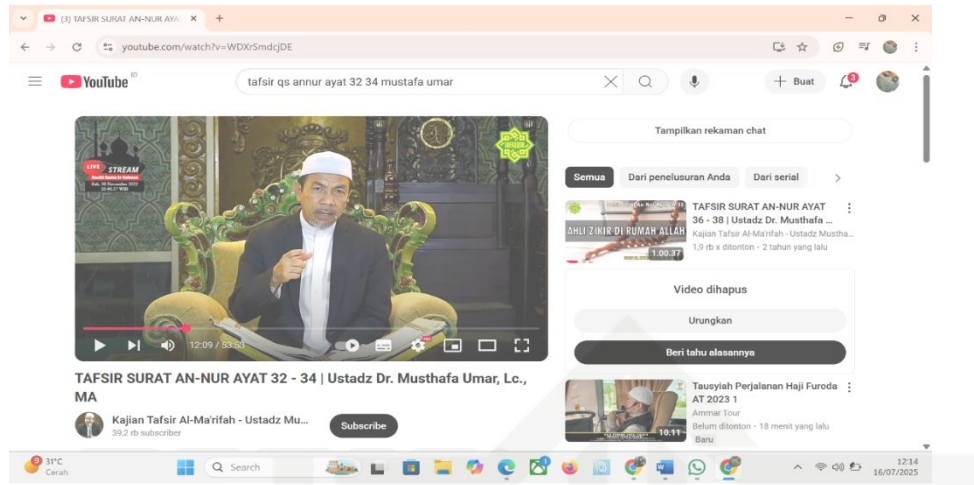 (3) TAFSIR SURAT AN-NUR AYA
youtube.com/watch?v=WDXrSmdcjDE
YouTube ID
tafsir qs annur ayat 32 34 mustafa umar
Buat
3
LIVE STREAM
12:09 / 53:53
TAFSIR SURAT AN-NUR AYAT 32 - 34 | Ustadz Dr. Musthafa Umar, Lc., MA
Kajian Tafsir Al-Ma'rifah - Ustadz Mu...
39,2 rb subscriber
Subscribe
Tampilkan rekaman chat
Semua Dari penelusuran Anda Dari serial
AHLI ZIKIR DI RUMAH ALLAH
1.00.37
TAFSIR SURAT AN-NUR AYAT
36 - 38 | Ustadz Dr. Musthafa ...
Kajian Tafsir Al-Ma'rifah - Ustadz Mustha...
1,9 rb x ditonton - 2 tahun yang lalu
Video dihapus
Urungkan
Beri tahu alasannya
10.11
Tausyiah Perjalanan Haji Furoda
AT 2023 1
Ammar Tour
Belum ditonton - 18 menit yang lalu
Baru
31°C
Cerah
Search
12:14
16/07/2025